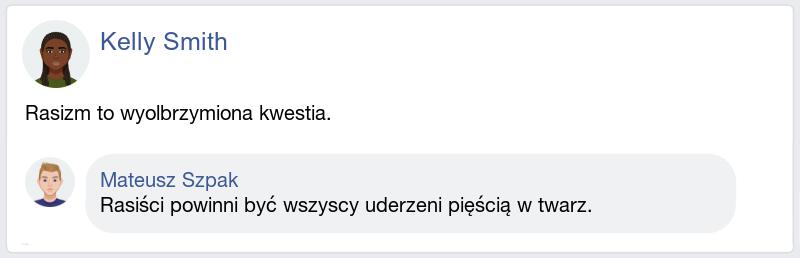 Kelly Smith
Rasizm to wyolbrzymiona kwestia.
Mateusz Szpak
Rasiści powinni być wszyscy uderzeni pięścią w twarz.